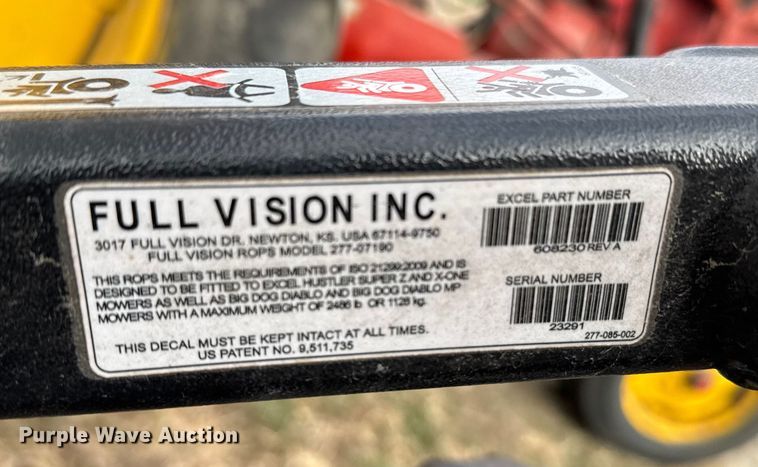 FULL VISION INC.
3017 FULL VISION DR. NEWTON, KS. USA 67114-9750
FULL VISION ROPS MODEL 277-07190
THIS ROPS MEETS THE REQUIREMENTS OF ISO 21299:2009 AND IS
DESIGNED TO BE FITTED TO EXCEL HUSTLER SUPER Z AND X-ONE
MOWERS AS WELL AS BIG DOG DIABLO AND BIG DOG DIABLO MP
MOWERS WITH A MAXIMUM WEIGHT OF 2486 lb OR 1128 kg.
THIS DECAL MUST BE KEPT INTACT AT ALL TIMES.
US PATENT NO. 9,511,735
EXCEL PART NUMBER
608230 REV A
SERIAL NUMBER
23291
277-085-002
Purple Wave Auction